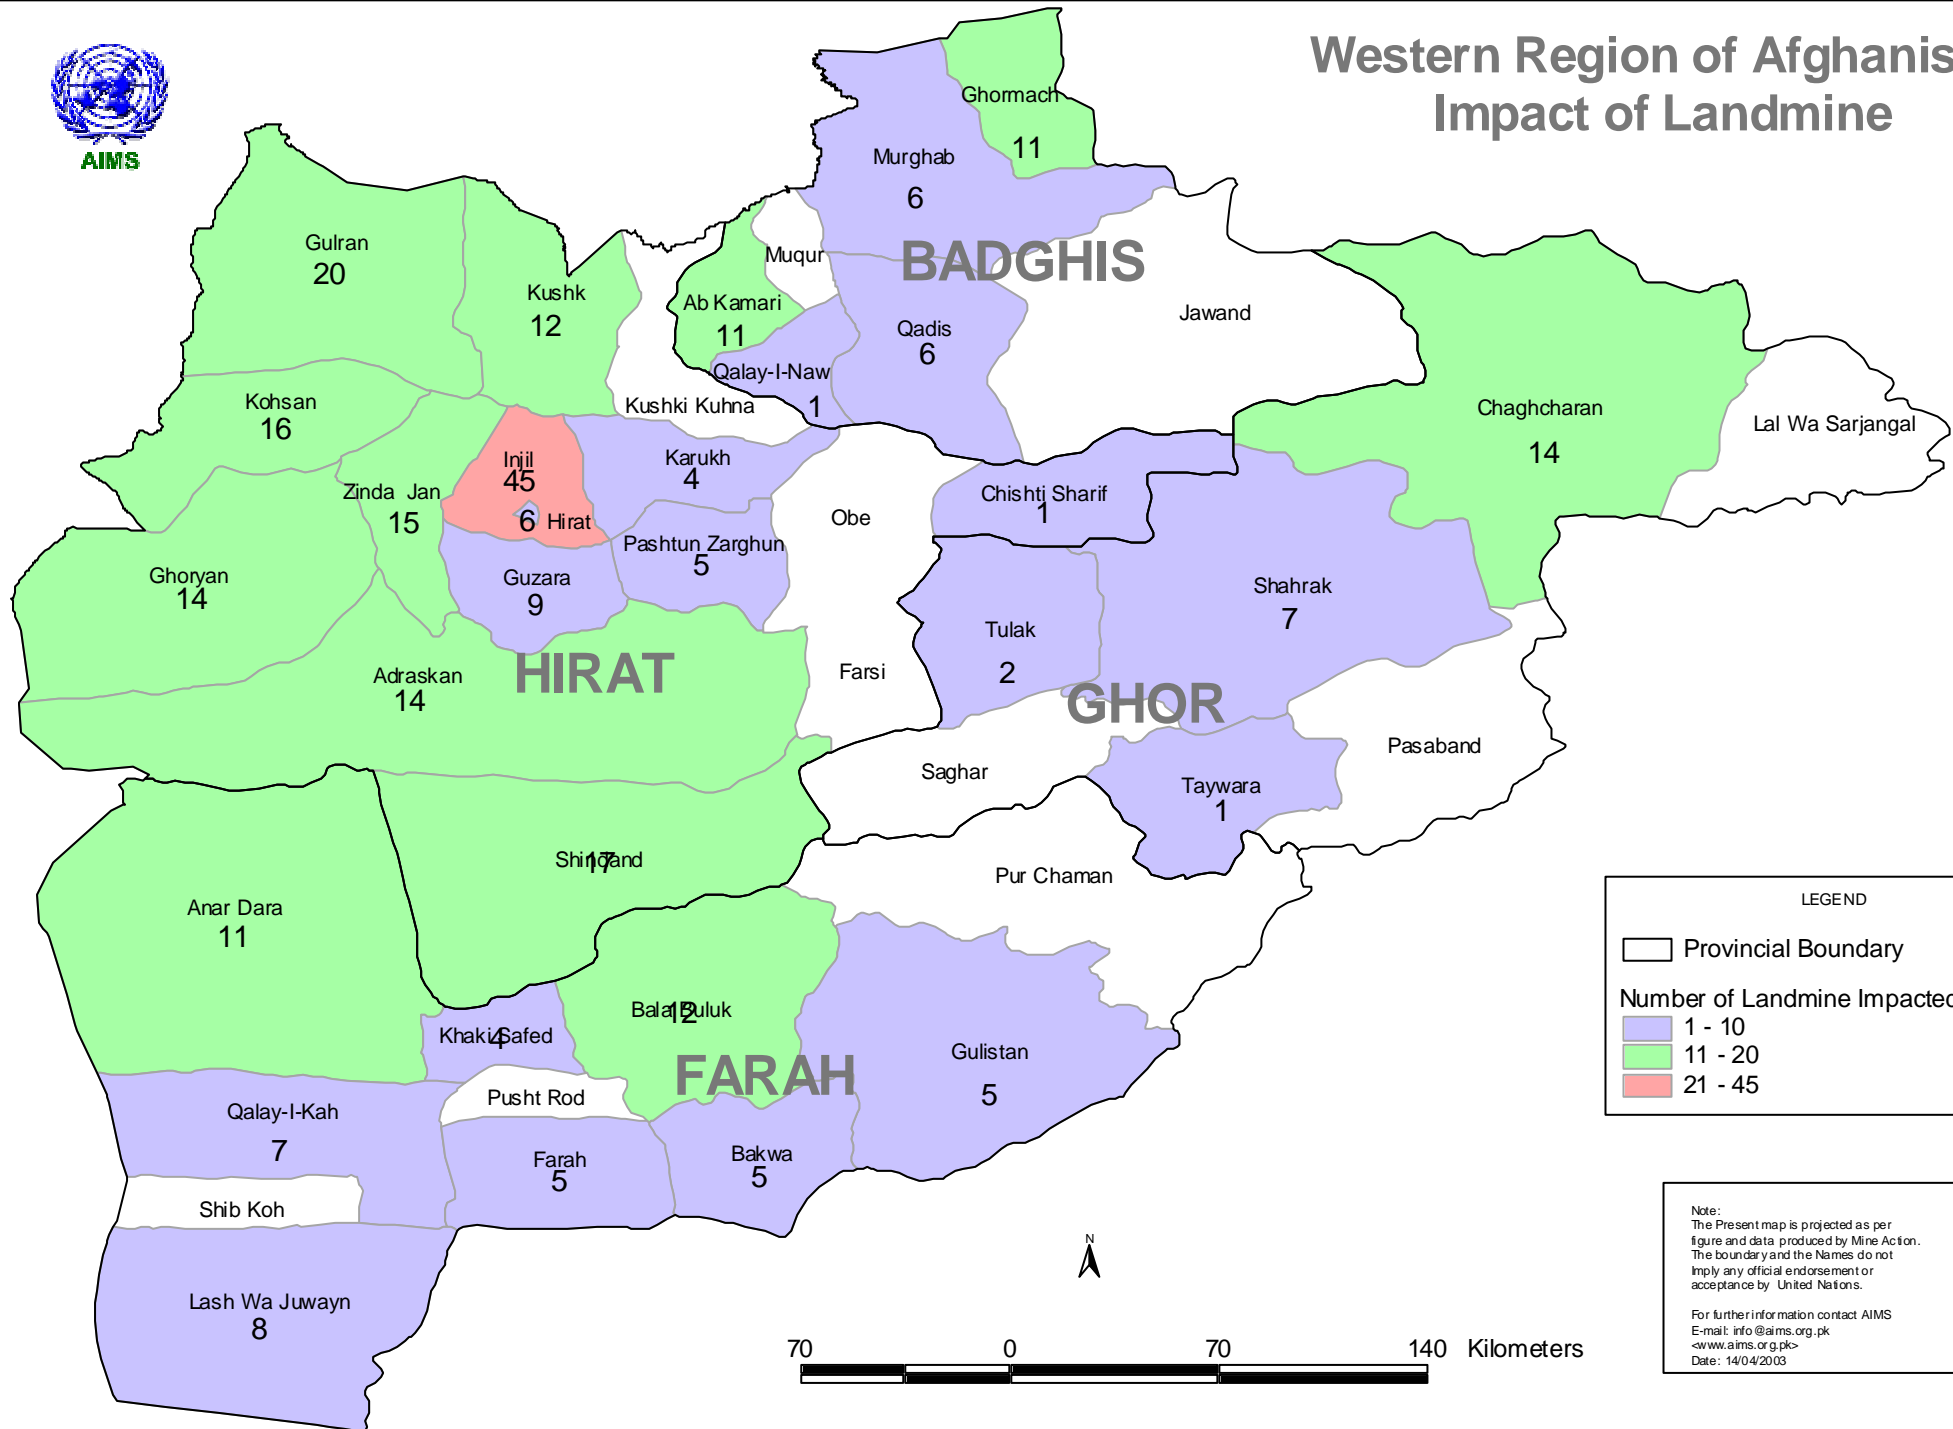 Western Region of Afghanis
Impact of Landmine
AIMS
Ghormach
11
Murghab
6
BADGHIS
Muqur
Gulran
20
Kushk
12
Ab Kamari
11
Qadis
6
Jawand
Qalay-I-Naw
1
Kushki Kuhna
Kohsan
16
Chaghcharan
14
Lal Wa Sarjangal
Injil
45
Karukh
4
Zinda Jan
15
6
Hirat
Obe
Chishti Sharif
1
Pashtun Zarghun
5
Ghoryan
14
Guzara
9
Shahrak
7
Tulak
2
Adraskan
14
HIRAT
Farsi
GHOR
Pasaband
Saghar
Taywara
1
Shindand
17
Pur Chaman
Anar Dara
11
Bala Buluk
12
Khaki Safed
4
Gulistan
5
FARAH
Pusht Rod
Qalay-I-Kah
7
Farah
5
Bakwa
5
Shib Koh
Lash Wa Juwayn
8
LEGEND
Provincial Boundary
Number of Landmine Impacted
1 - 10
11 - 20
21 - 45
N
70 0 70 140 Kilometers
Note:
The Present map is projected as per
figure and data produced by Mine Action.
The boundary and the Names do not
imply any official endorsement or
acceptance by United Nations.
For further information contact AIMS
E-mail: info@aims.org.pk
<www.aims.org.pk>
Date: 14/04/2003